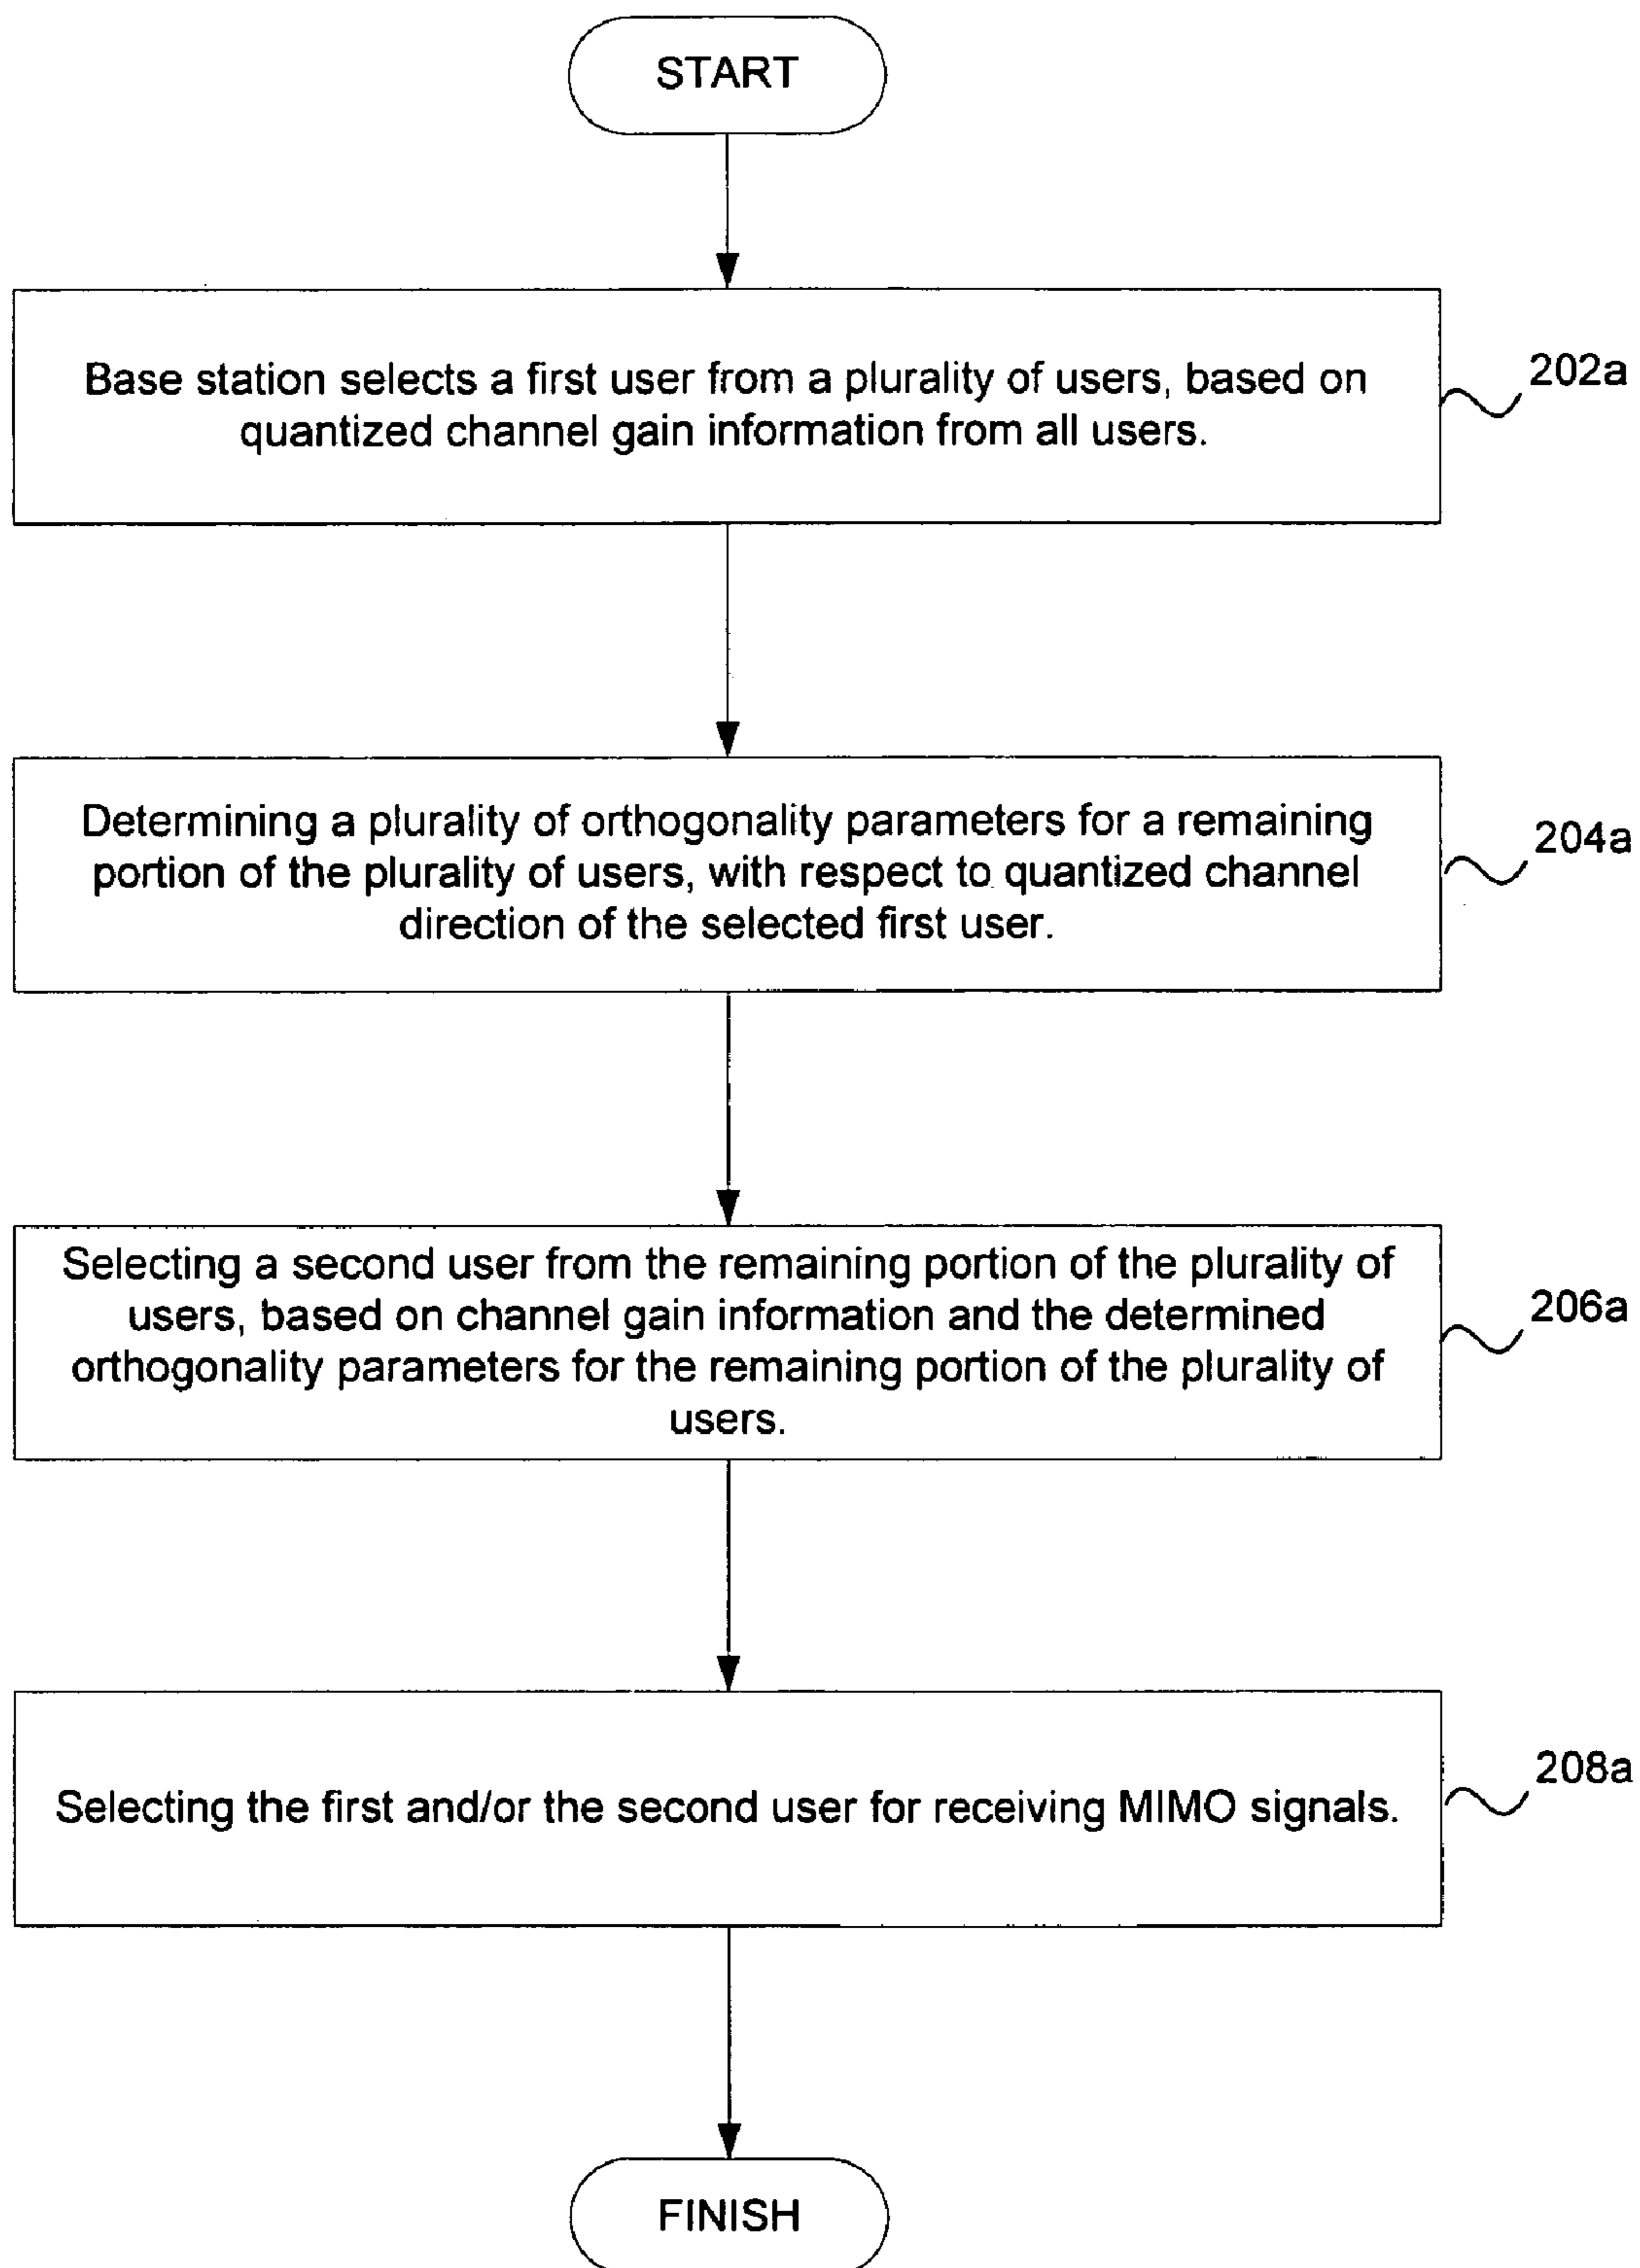 START
Base station selects a first user from a plurality of users, based on
quantized channel gain information from all users.
202a
Determining a plurality of orthogonality parameters for a remaining
portion of the plurality of users, with respect to quantized channel
direction of the selected first user.
204a
Selecting a second user from the remaining portion of the plurality of
users, based on channel gain information and the determined
orthogonality parameters for the remaining portion of the plurality of
users.
206a
Selecting the first and/or the second user for receiving MIMO signals.
208a
FINISH